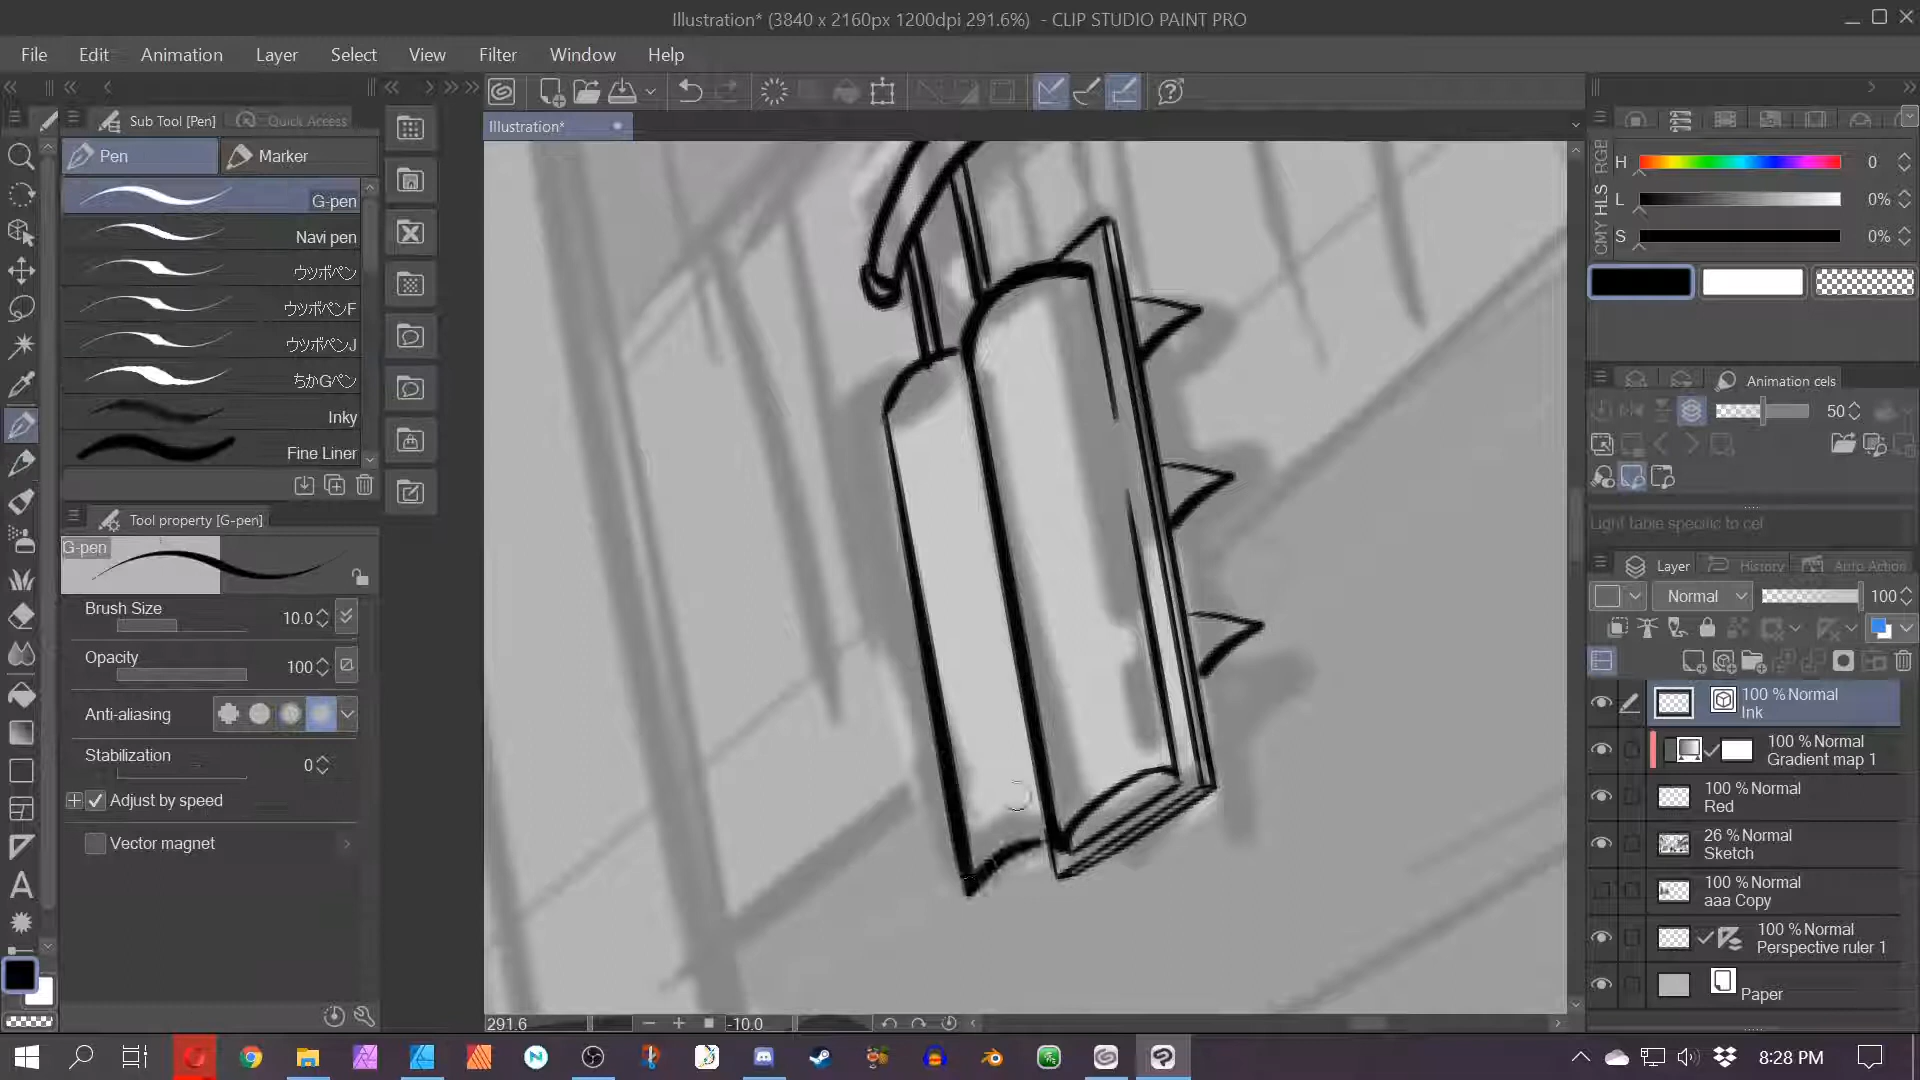 Illustration* (3840 x 2160px 1200dpi 291.6%) - CLIP STUDIO PAINT PRO
File Edit Animation Layer Select View Filter Window Help
Sub Tool [Pen] Quick Access
Illustration*
Pen Marker
G-pen
Navi pen
ウツボペン
ウツボペンF
ウツボペンJ
ちかGペン
Inky
Fine Liner
Tool property [G-pen]
G-pen
Brush Size 10.0
Opacity 100
Anti-aliasing
Stabilization 0
Adjust by speed
Vector magnet
291.6 -10.0
RGB
HLS
CMY
H 0
L 0%
S 0%
Animation cels
50
Light table specific to cel
Layer History Auto Action
Normal 100
100 % Normal
Ink
100 % Normal
Gradient map 1
100 % Normal
Red
26 % Normal
Sketch
100 % Normal
aaa Copy
100 % Normal
Perspective ruler 1
Paper
8:28 PM